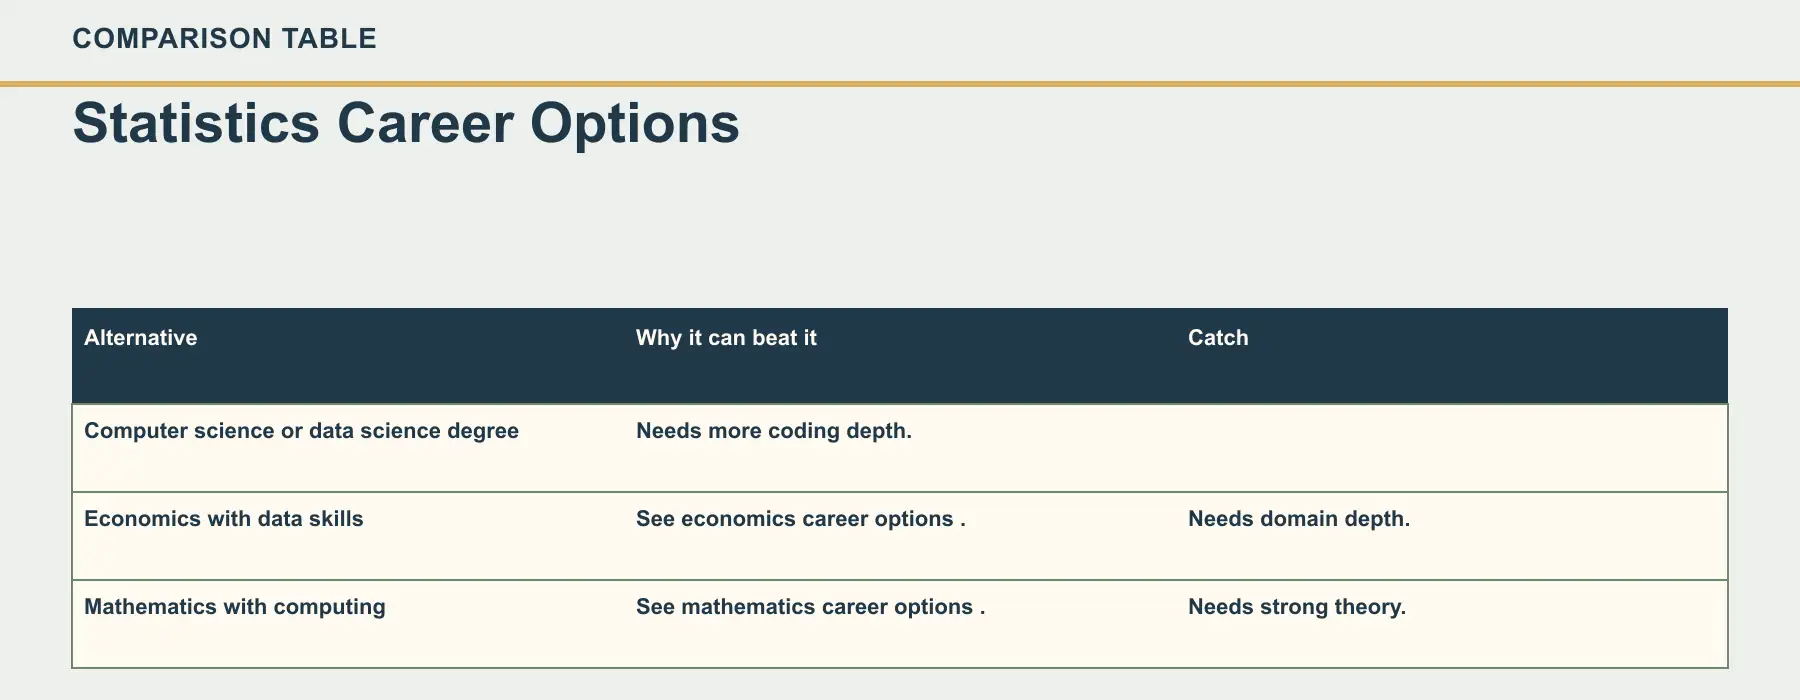 COMPARISON TABLE
Statistics Career Options
Alternative Why it can beat it Catch
Computer science or data science degree Needs more coding depth.
Economics with data skills See economics career options . Needs domain depth.
Mathematics with computing See mathematics career options . Needs strong theory.